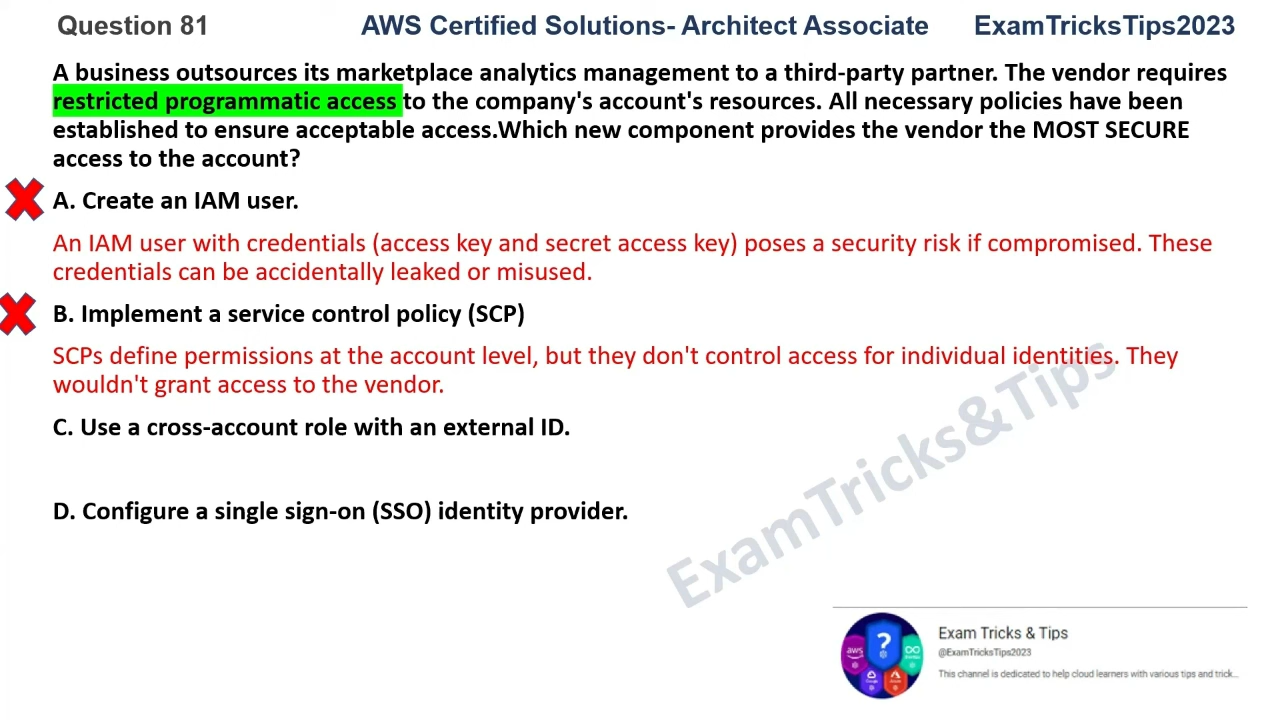 Question 81 AWS Certified Solutions- Architect Associate ExamTricksTips2023
A business outsources its marketplace analytics management to a third-party partner. The vendor requires
restricted programmatic access to the company's account's resources. All necessary policies have been
established to ensure acceptable access.Which new component provides the vendor the MOST SECURE
access to the account?
A. Create an IAM user.
An IAM user with credentials (access key and secret access key) poses a security risk if compromised. These
credentials can be accidentally leaked or misused.
B. Implement a service control policy (SCP)
SCPs define permissions at the account level, but they don't control access for individual identities. They
wouldn't grant access to the vendor.
C. Use a cross-account role with an external ID.
D. Configure a single sign-on (SSO) identity provider.
ExamTricks&Tips
Exam Tricks & Tips
@ExamTricksTips2023
This channel is dedicated to help cloud learners with various tips and trick...
aws
?